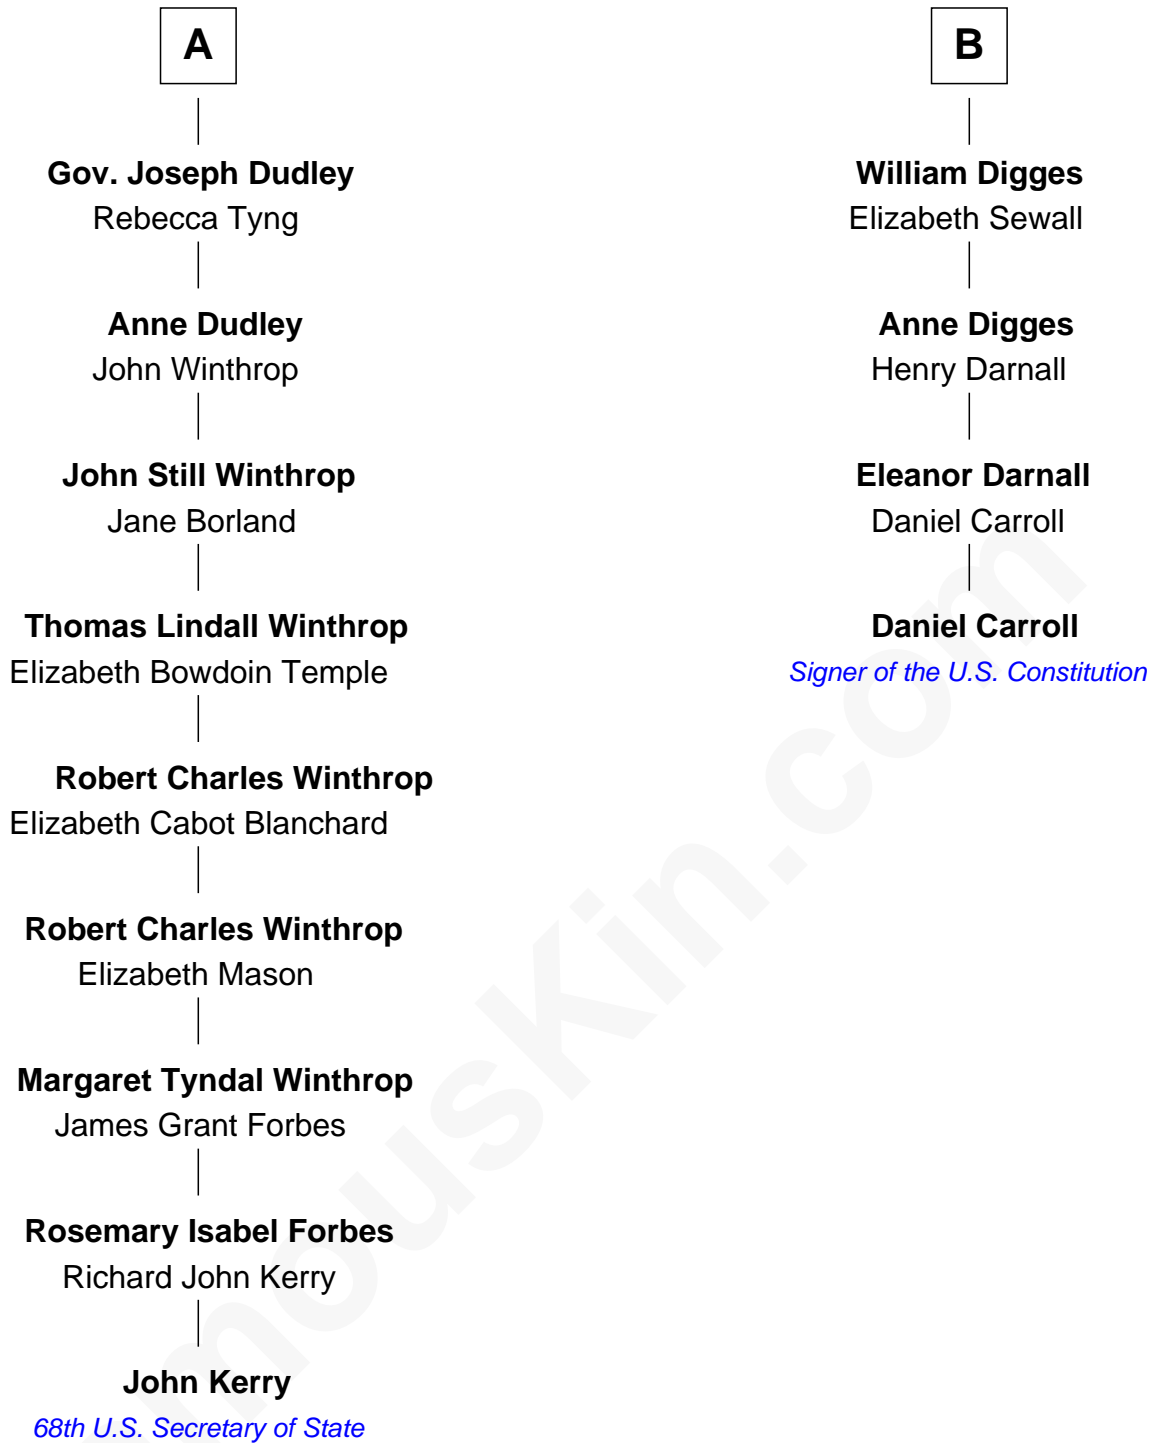 A
Gov. Joseph Dudley
Rebecca Tyng
Anne Dudley
John Winthrop
John Still Winthrop
Jane Borland
Thomas Lindall Winthrop
Elizabeth Bowdoin Temple
Robert Charles Winthrop
Elizabeth Cabot Blanchard
Robert Charles Winthrop
Elizabeth Mason
Margaret Tyndal Winthrop
James Grant Forbes
Rosemary Isabel Forbes
Richard John Kerry
John Kerry
68th U.S. Secretary of State
B
William Digges
Elizabeth Sewall
Anne Digges
Henry Darnall
Eleanor Darnall
Daniel Carroll
Daniel Carroll
Signer of the U.S. Constitution
mousKin.com